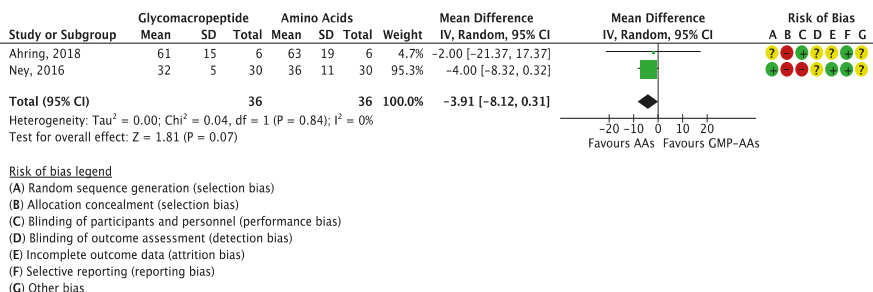 Glycomacropeptide Amino Acids Mean Difference Mean Difference Risk of Bias
Study or Subgroup Mean SD Total Mean SD Total Weight IV, Random, 95% CI IV, Random, 95% CI A B C D E F G
Ahring, 2018 61 15 6 63 19 6 4.7% −2.00 [−21.37, 17.37] ? − + ? + + ?
Ney, 2016 32 5 30 36 11 30 95.3% −4.00 [−8.32, 0.32] + − − ? ? + ?
Total (95% CI) 36 36 100.0% −3.91 [−8.12, 0.31]
Heterogeneity: Tau² = 0.00; Chi² = 0.04, df = 1 (P = 0.84); I² = 0%
Test for overall effect: Z = 1.81 (P = 0.07)
−20 −10 0 10 20
Favours AAs Favours GMP−AAs
Risk of bias legend
(A) Random sequence generation (selection bias)
(B) Allocation concealment (selection bias)
(C) Blinding of participants and personnel (performance bias)
(D) Blinding of outcome assessment (detection bias)
(E) Incomplete outcome data (attrition bias)
(F) Selective reporting (reporting bias)
(G) Other bias